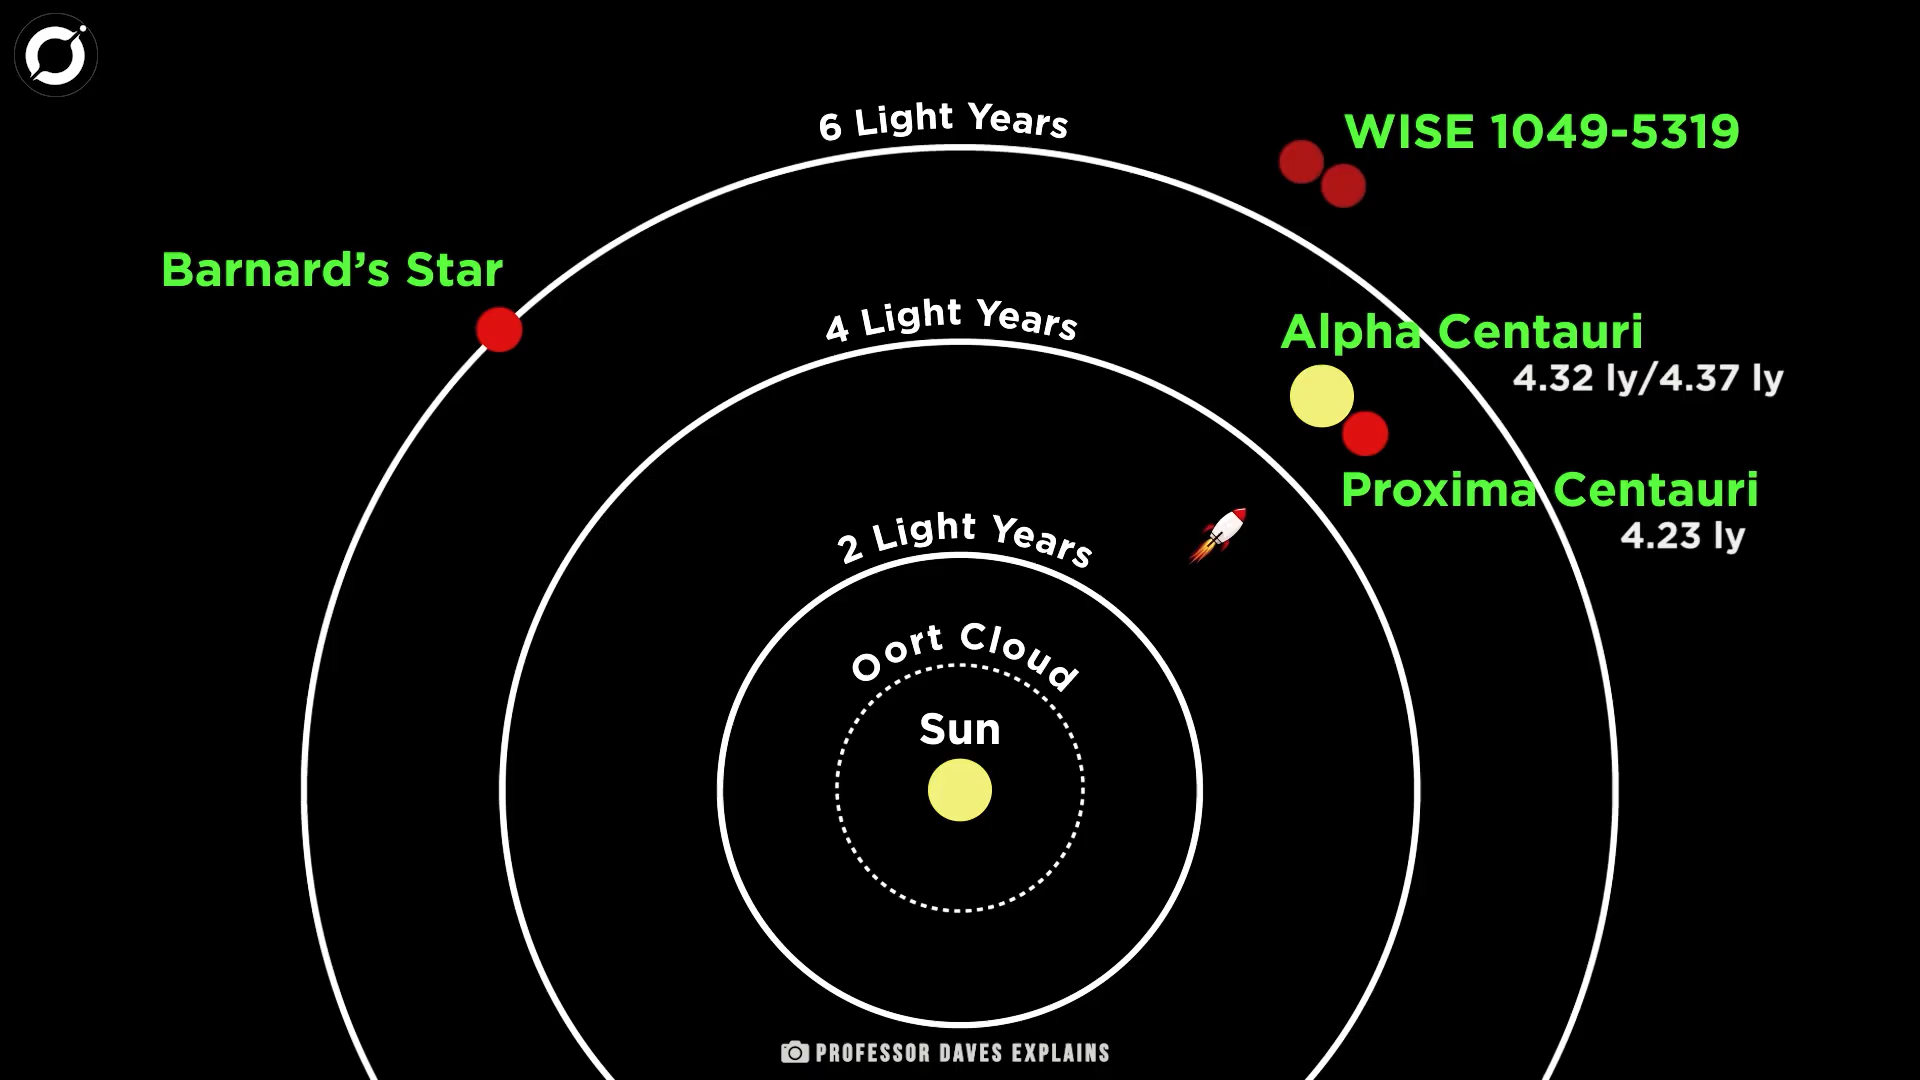 6 Light Years
WISE 1049-5319
Barnard's Star
4 Light Years
Alpha Centauri
4.32 ly/4.37 ly
Proxima Centauri
4.23 ly
2 Light Years
Oort Cloud
Sun
PROFESSOR DAVES EXPLAINS